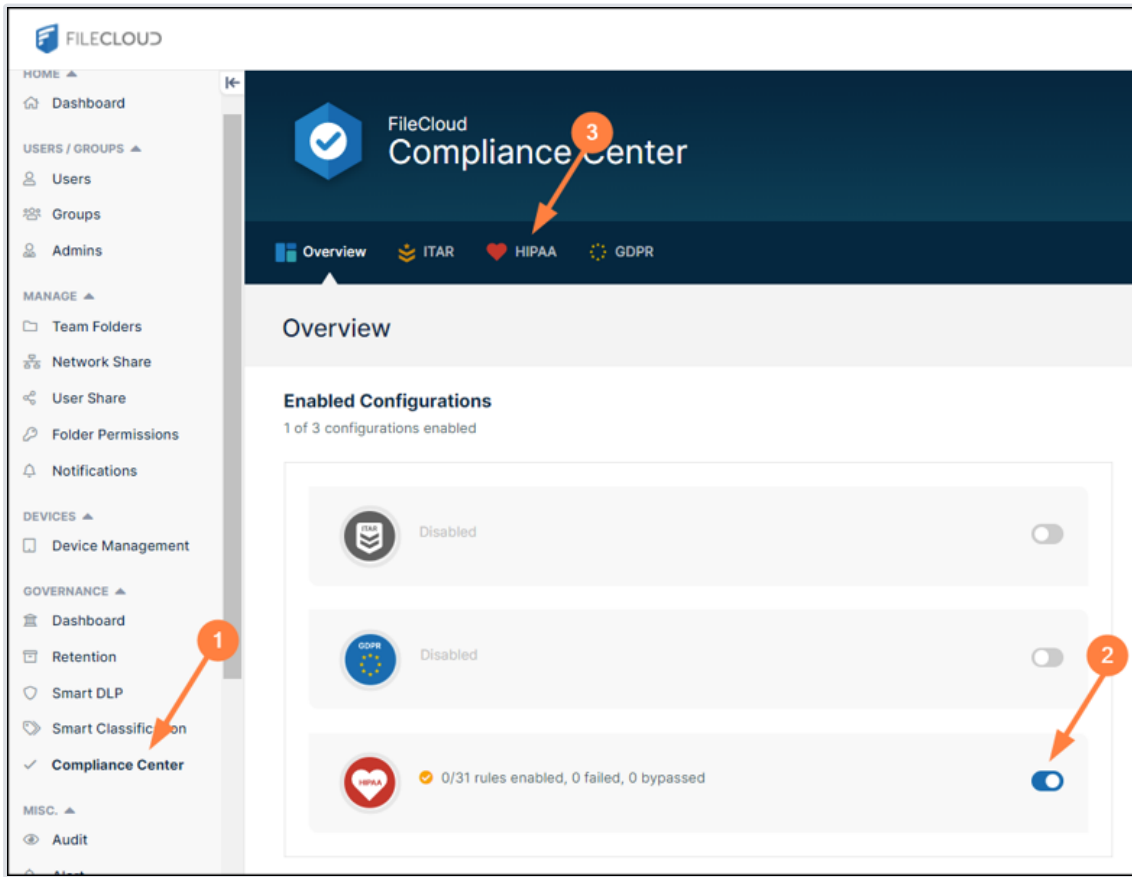 FILECLOUD
HOME
Dashboard
USERS / GROUPS
Users
Groups
Admins
MANAGE
Team Folders
Network Share
User Share
Folder Permissions
Notifications
DEVICES
Device Management
GOVERNANCE
Dashboard
Retention
Smart DLP
Smart Classification
Compliance Center
MISC.
Audit
Alert
1
FileCloud
Compliance Center
3
Overview ITAR HIPAA GDPR
Overview
Enabled Configurations
1 of 3 configurations enabled
ITAR
Disabled
GDPR
Disabled
2
HIPAA
0/31 rules enabled, 0 failed, 0 bypassed